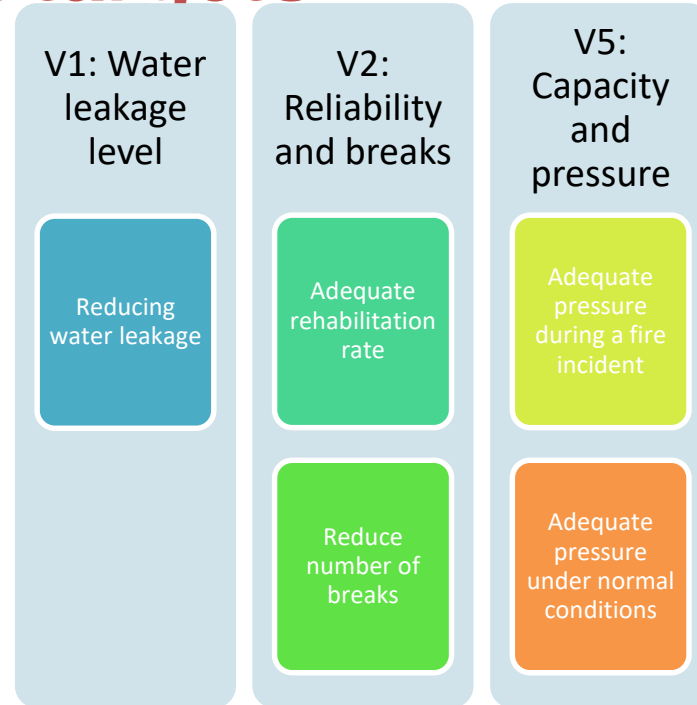 V1: Water
leakage
level
Reducing
water leakage
V2:
Reliability
and breaks
Adequate
rehabilitation
rate
Reduce
number of
breaks
V5:
Capacity
and
pressure
Adequate
pressure
during a fire
incident
Adequate
pressure
under normal
conditions